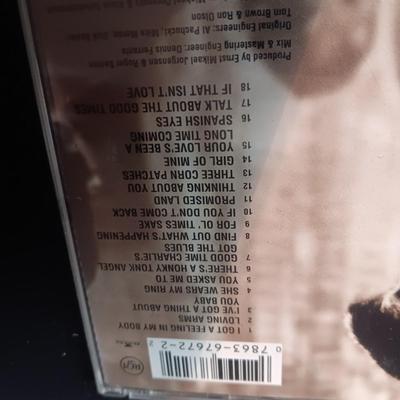 0 7863-67672-2 2
1 I GOT A FEELING IN MY BODY
2 LOVING ARMS
3 I'VE GOT A THING ABOUT
YOU BABY
4 SHE WEARS MY RING
5 YOU ASKED ME TO
6 THERE'S A HONKY TONK ANGEL
7 GOOD TIME CHARLIE'S
GOT THE BLUES
8 FIND OUT WHAT'S HAPPENING
9 FOR OL' TIMES SAKE
10 IF YOU DON'T COME BACK
11 PROMISED LAND
12 THINKING ABOUT YOU
13 THREE CORN PATCHES
14 GIRL OF MINE
15 YOUR LOVE'S BEEN A
LONG TIME COMING
16 SPANISH EYES
17 TALK ABOUT THE GOOD TIMES
18 IF THAT ISN'T LOVE
Produced by Ernst Mikael Jorgensen & Roger Semon
Mix & Mastering Engineer: Dennis Ferrante
Original Engineers: Al Pachucki, Mike Moran,
Tom Brown & Ron Olson